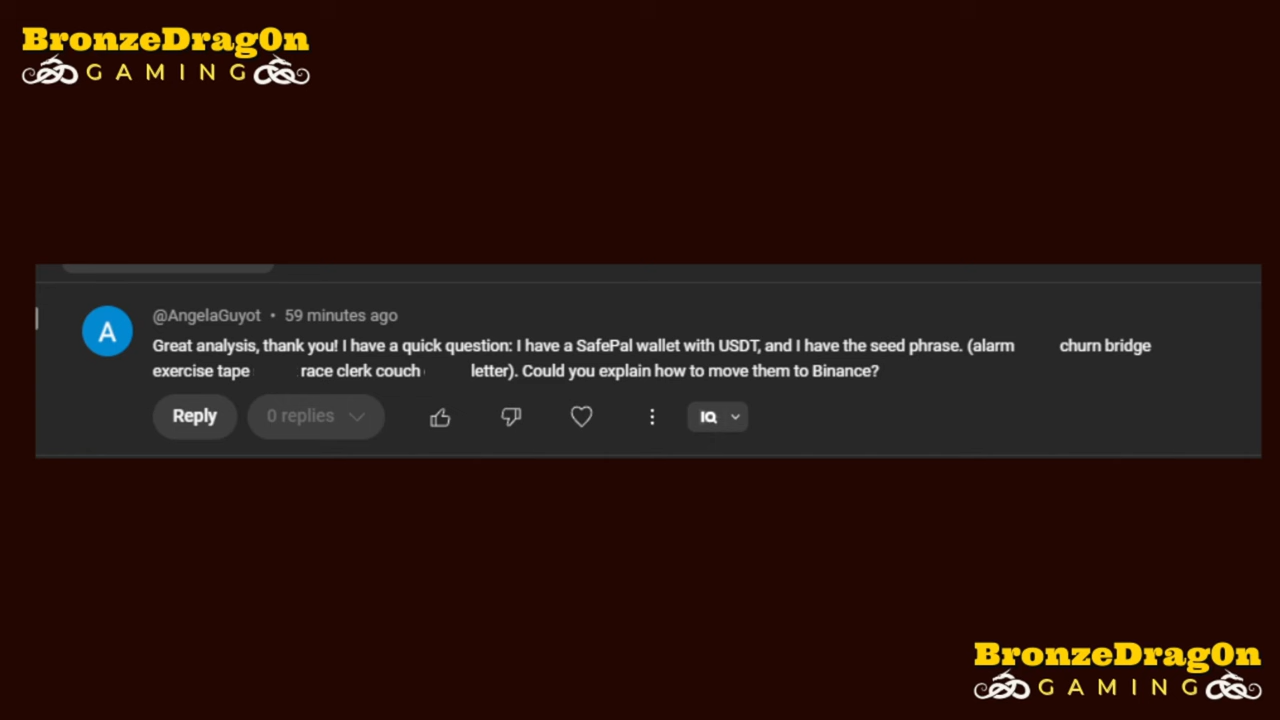 BronzeDrag0n
GAMING
@AngelaGuyot • 59 minutes ago
Great analysis, thank you! I have a quick question: I have a SafePal wallet with USDT, and I have the seed phrase. (alarm churn bridge
exercise tape race clerk couch letter). Could you explain how to move them to Binance?
A
Reply
0 replies
IQ
BronzeDrag0n
GAMING